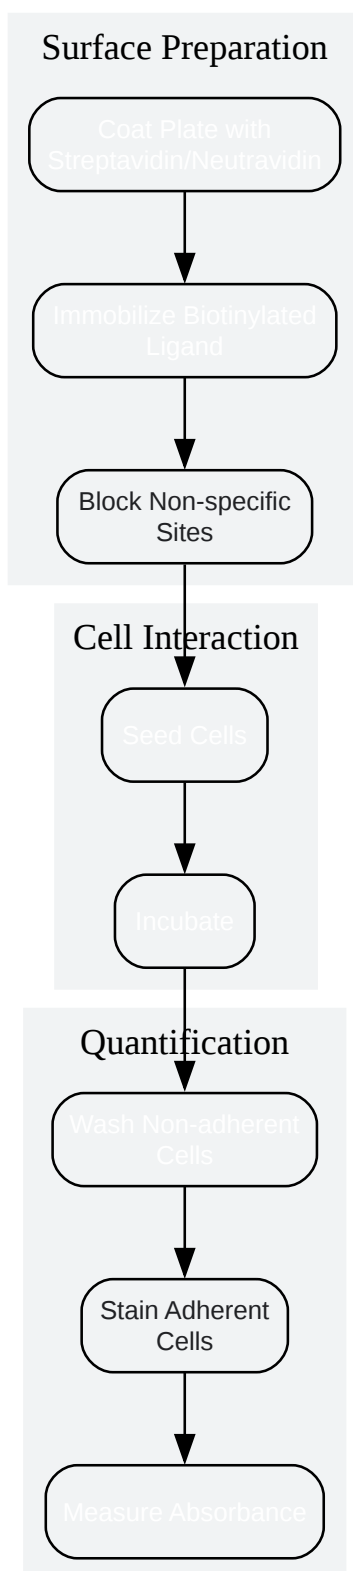 Surface Preparation
Coat Plate with
Streptavidin/Neutravidin
Immobilize Biotinylated
Ligand
Block Non-specific
Sites
Cell Interaction
Seed Cells
Incubate
Quantification
Wash Non-adherent
Cells
Stain Adherent
Cells
Measure Absorbance